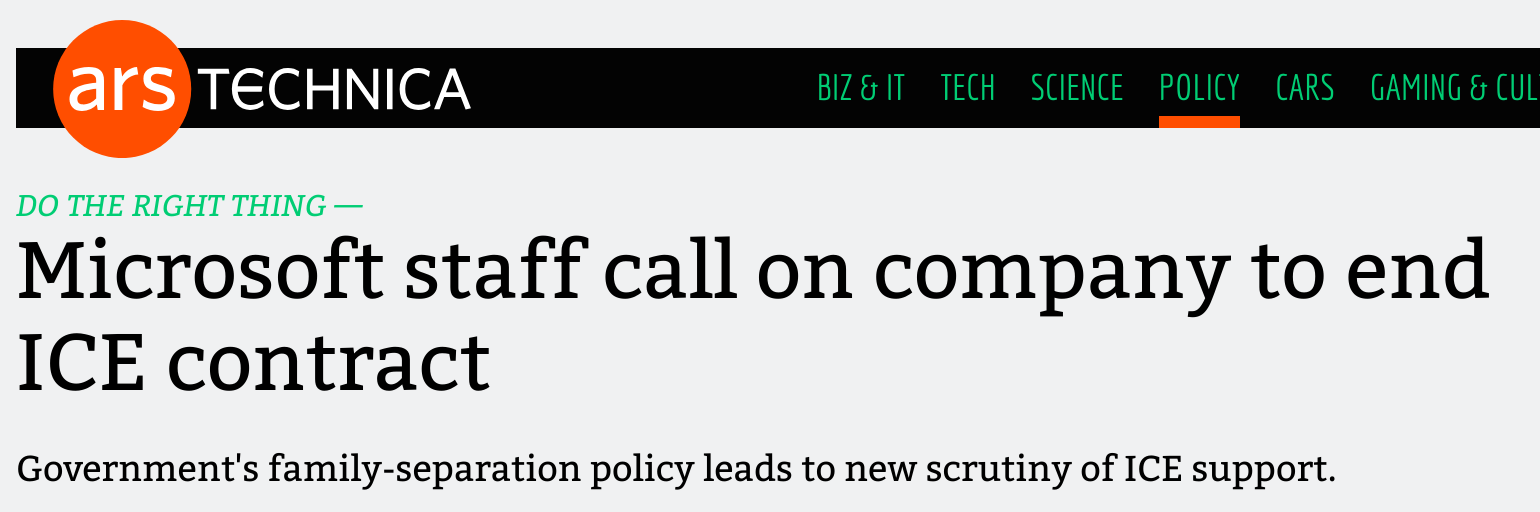 ars TECHNICA
BIZ & IT TECH SCIENCE POLICY CARS GAMING & CUL
DO THE RIGHT THING —
Microsoft staff call on company to end
ICE contract
Government's family-separation policy leads to new scrutiny of ICE support.